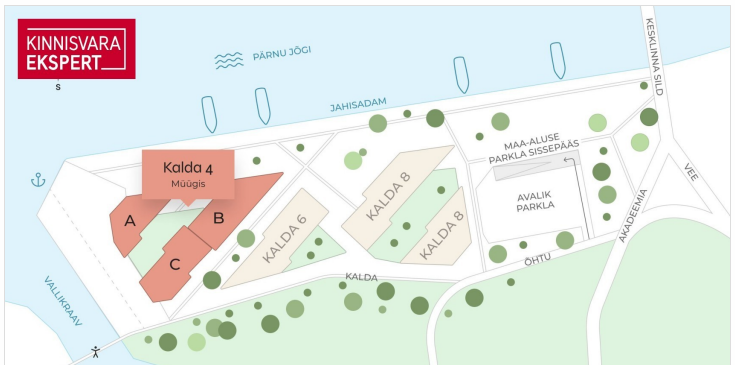 KINNISVARA
EKSPERT
S
PÄRNU JÕGI
JAHISADAM
KESKLINNA SILD
MAA-ALUSE
PARKLA SISSEPÄÄS
Kalda 4
Müügis
A
B
C
KALDA 6
KALDA 8
KALDA 8
AVALIK
PARKLA
VEE
AKADEEMIA
ÕHTU
KALDA
VALLIKRAAV